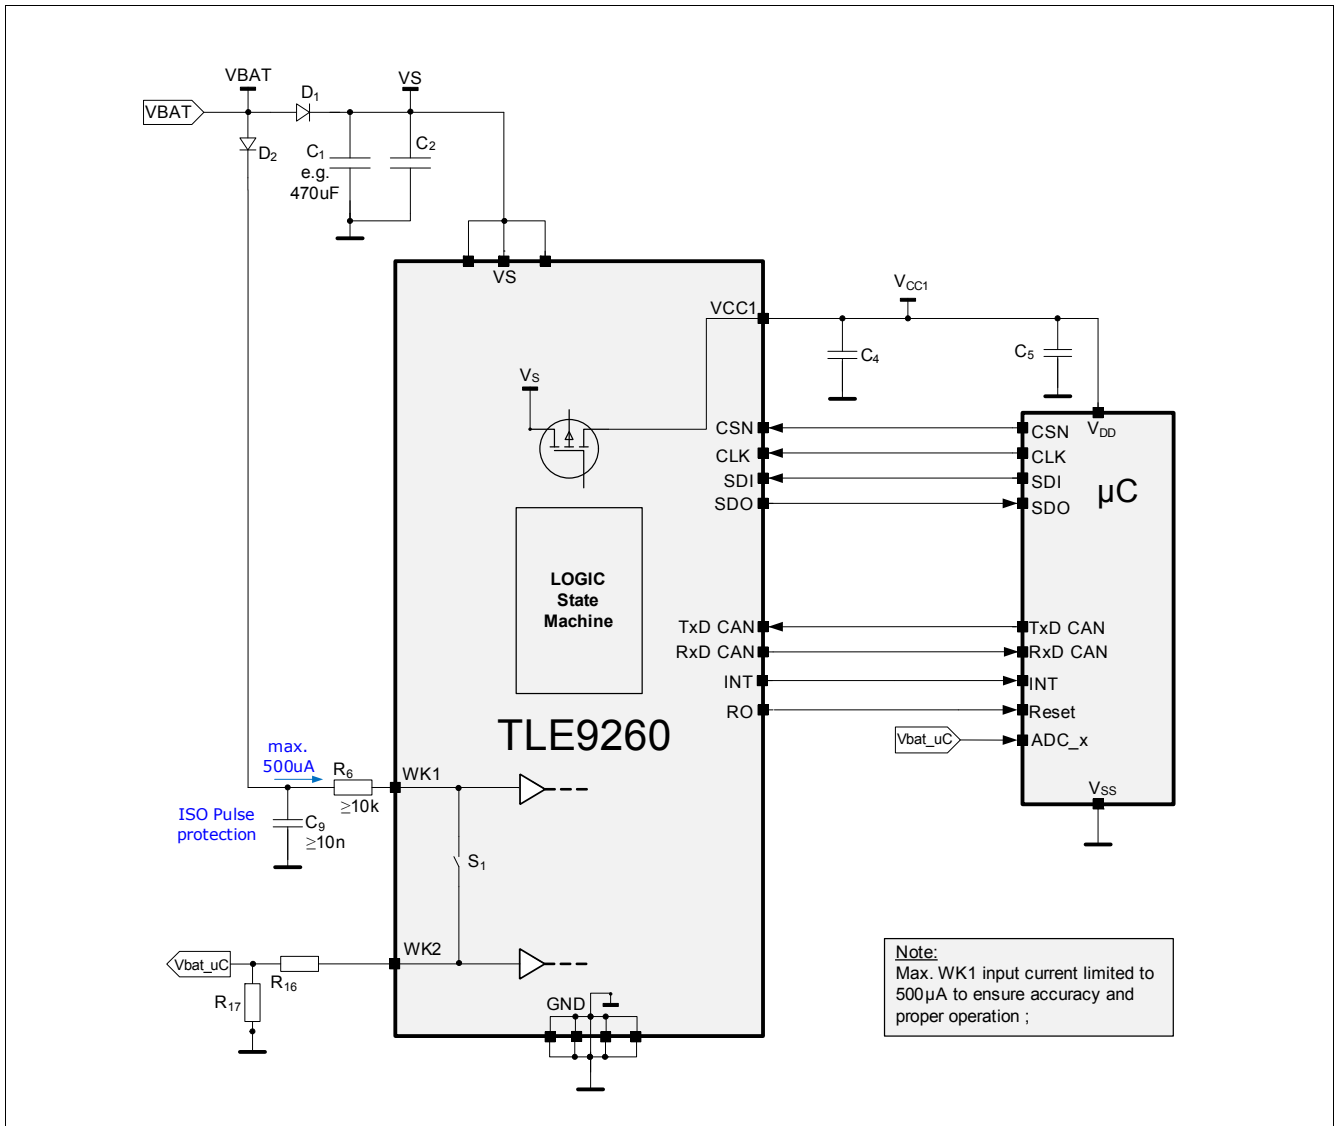 VBAT
VS
VBAT
D1
D2
C1
e.g.
470uF
C2
VS
VCC1
VCC1
C4
C5
VS
VDD
CSN
CLK
SDI
SDO
CSN
CLK
SDI
SDO
µC
LOGIC
State
Machine
TxD CAN
RxD CAN
INT
RO
TxD CAN
RxD CAN
INT
Reset
ADC_x
Vbat_uC
VSS
TLE9260
max.
500uA
R6
≥10k
WK1
ISO Pulse
protection
C9
≥10n
S1
WK2
Vbat_uC
R16
R17
GND
Note:
Max. WK1 input current limited to
500µA to ensure accuracy and
proper operation ;